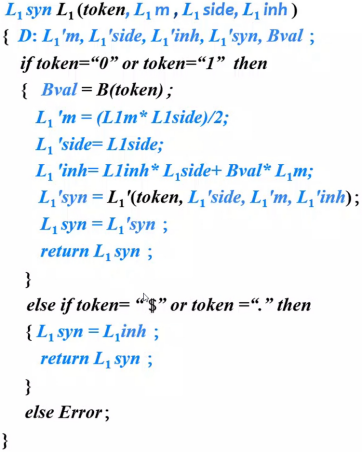 L₁ syn L₁ (token, L₁ m , L₁ side, L₁ inh )
{ D: L₁'m, L₁'side, L₁'inh, L₁'syn, Bval ;
if token=“0” or token=“1” then
{ Bval = B(token) ;
L₁ 'm = (L1m* L1side)/2;
L₁ 'side= L1side;
L₁ 'inh= L1inh* L₁side+ Bval* L₁m;
L₁'syn = L₁'(token, L₁'side, L₁'m, L₁'inh) ;
L₁ syn = L₁'syn ;
return L₁ syn ;
}
else if token= “$” or token =“.” then
{ L₁ syn = L₁inh ;
return L₁ syn ;
}
else Error ;
}